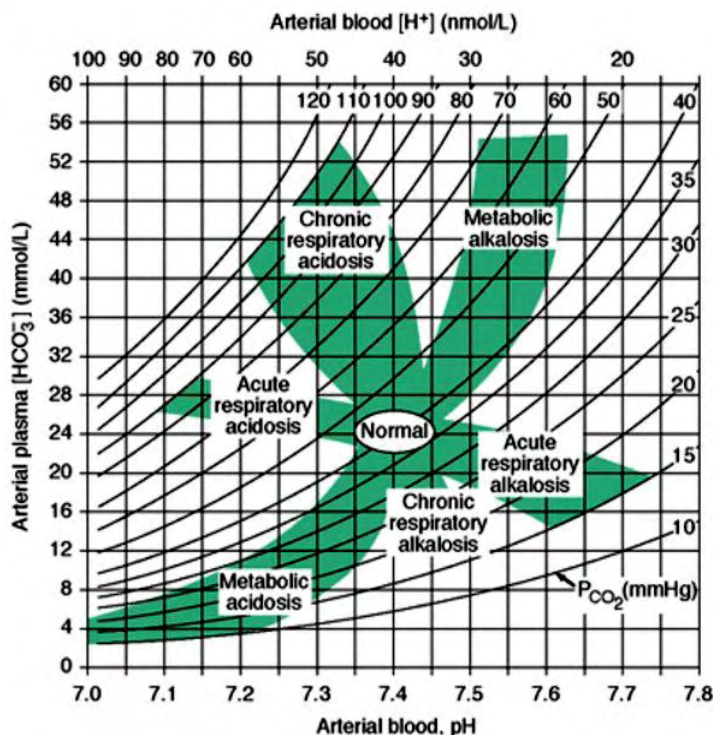 Arterial blood [H+] (nmol/L)
100 90 80 70 60 50 40 30 20
60 120 110 100 90 80 70 60 50 40
56
52
48
44
40
36
32
28
24
20
16
12
8
4
0
35
30
25
20
15
10
Arterial plasma [HCO₃⁻] (mmol/L)
Chronic
respiratory
acidosis
Metabolic
alkalosis
Acute
respiratory
acidosis
Normal
Acute
respiratory
alkalosis
Chronic
respiratory
alkalosis
Metabolic
acidosis
PCO₂(mmHg)
7.0 7.1 7.2 7.3 7.4 7.5 7.6 7.7 7.8
Arterial blood, pH